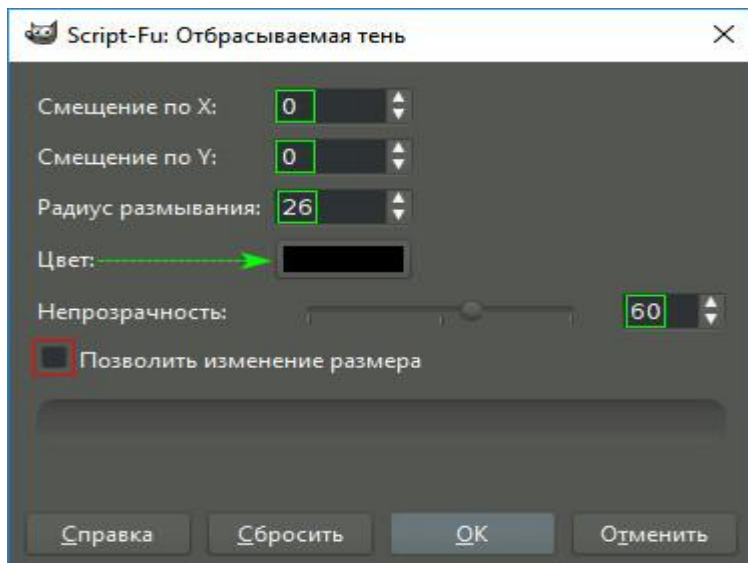 Script-Fu: Отбрасываемая тень
Смещение по X: 0
Смещение по Y: 0
Радиус размывания: 26
Цвет:
Непрозрачность: 60
Позволить изменение размера
Справка Сбросить OK Отменить